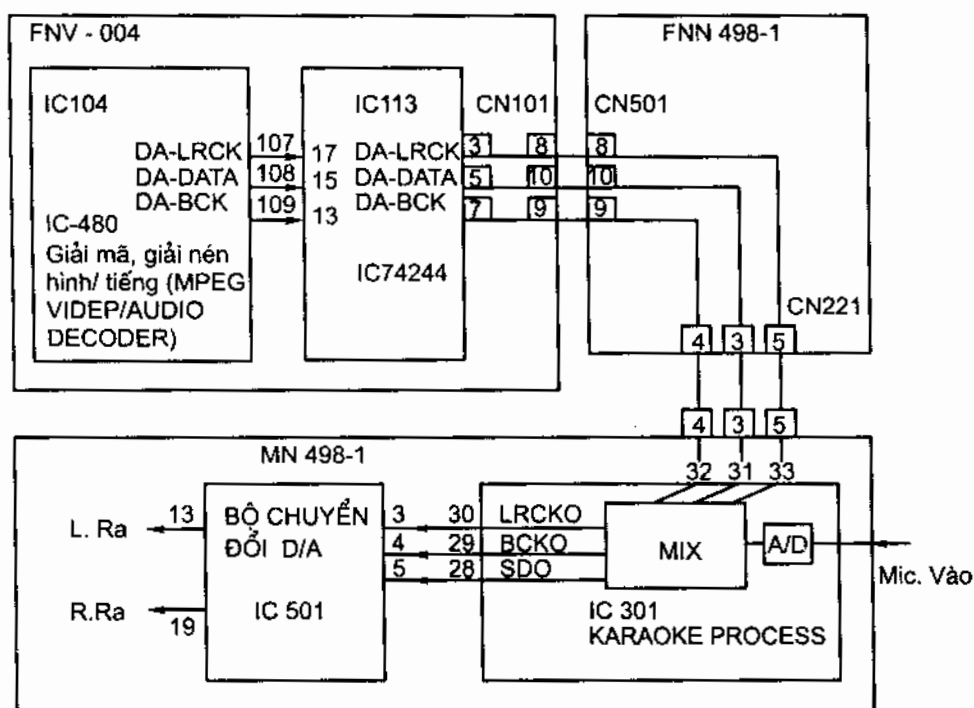 FNV - 004
FNN 498-1
IC104
IC113
CN101
CN501
DA-LRCK 107 17 DA-LRCK 3 8 8
DA-DATA 108 15 DA-DATA 5 10 10
DA-BCK 109 13 DA-BCK 7 9 9
IC-480
Giải mã, giải nén
hình/ tiếng (MPEG
VIDEP/AUDIO
DECODER)
IC74244
CN221
4 3 5
4 3 5
MN 498-1
32 31 33
L. Ra 13 BỘ CHUYỂN 3 30 LRCKO
ĐỔI D/A 4 29 BCKO
5 28 SDO
MIX
A/D
Mic. Vào
R.Ra
19
IC 501
IC 301
KARAOKE PROCESS